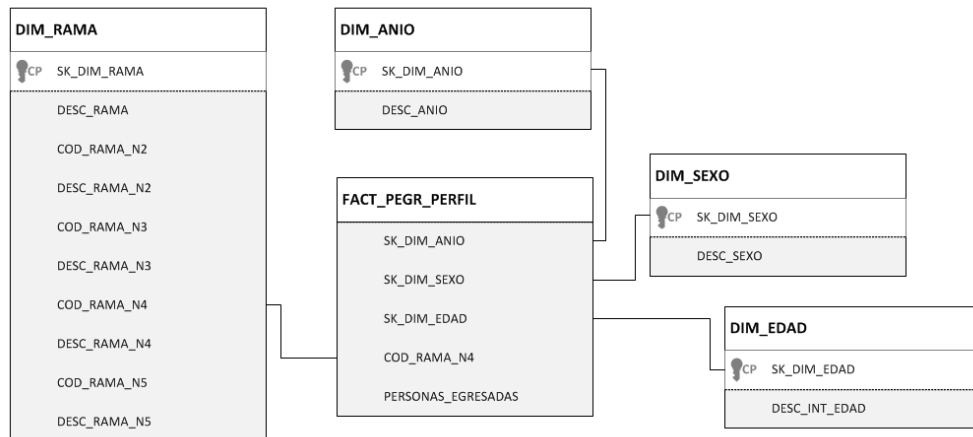 DIM_RAMA
CP SK_DIM_RAMA
DESC_RAMA
COD_RAMA_N2
DESC_RAMA_N2
COD_RAMA_N3
DESC_RAMA_N3
COD_RAMA_N4
DESC_RAMA_N4
COD_RAMA_N5
DESC_RAMA_N5
DIM_ANIO
CP SK_DIM_ANIO
DESC_ANIO
FACT_PEGR_PERFIL
SK_DIM_ANIO
SK_DIM_SEXO
SK_DIM_EDAD
COD_RAMA_N4
PERSONAS_EGRESADAS
DIM_SEXO
CP SK_DIM_SEXO
DESC_SEXO
DIM_EDAD
CP SK_DIM_EDAD
DESC_INT_EDAD